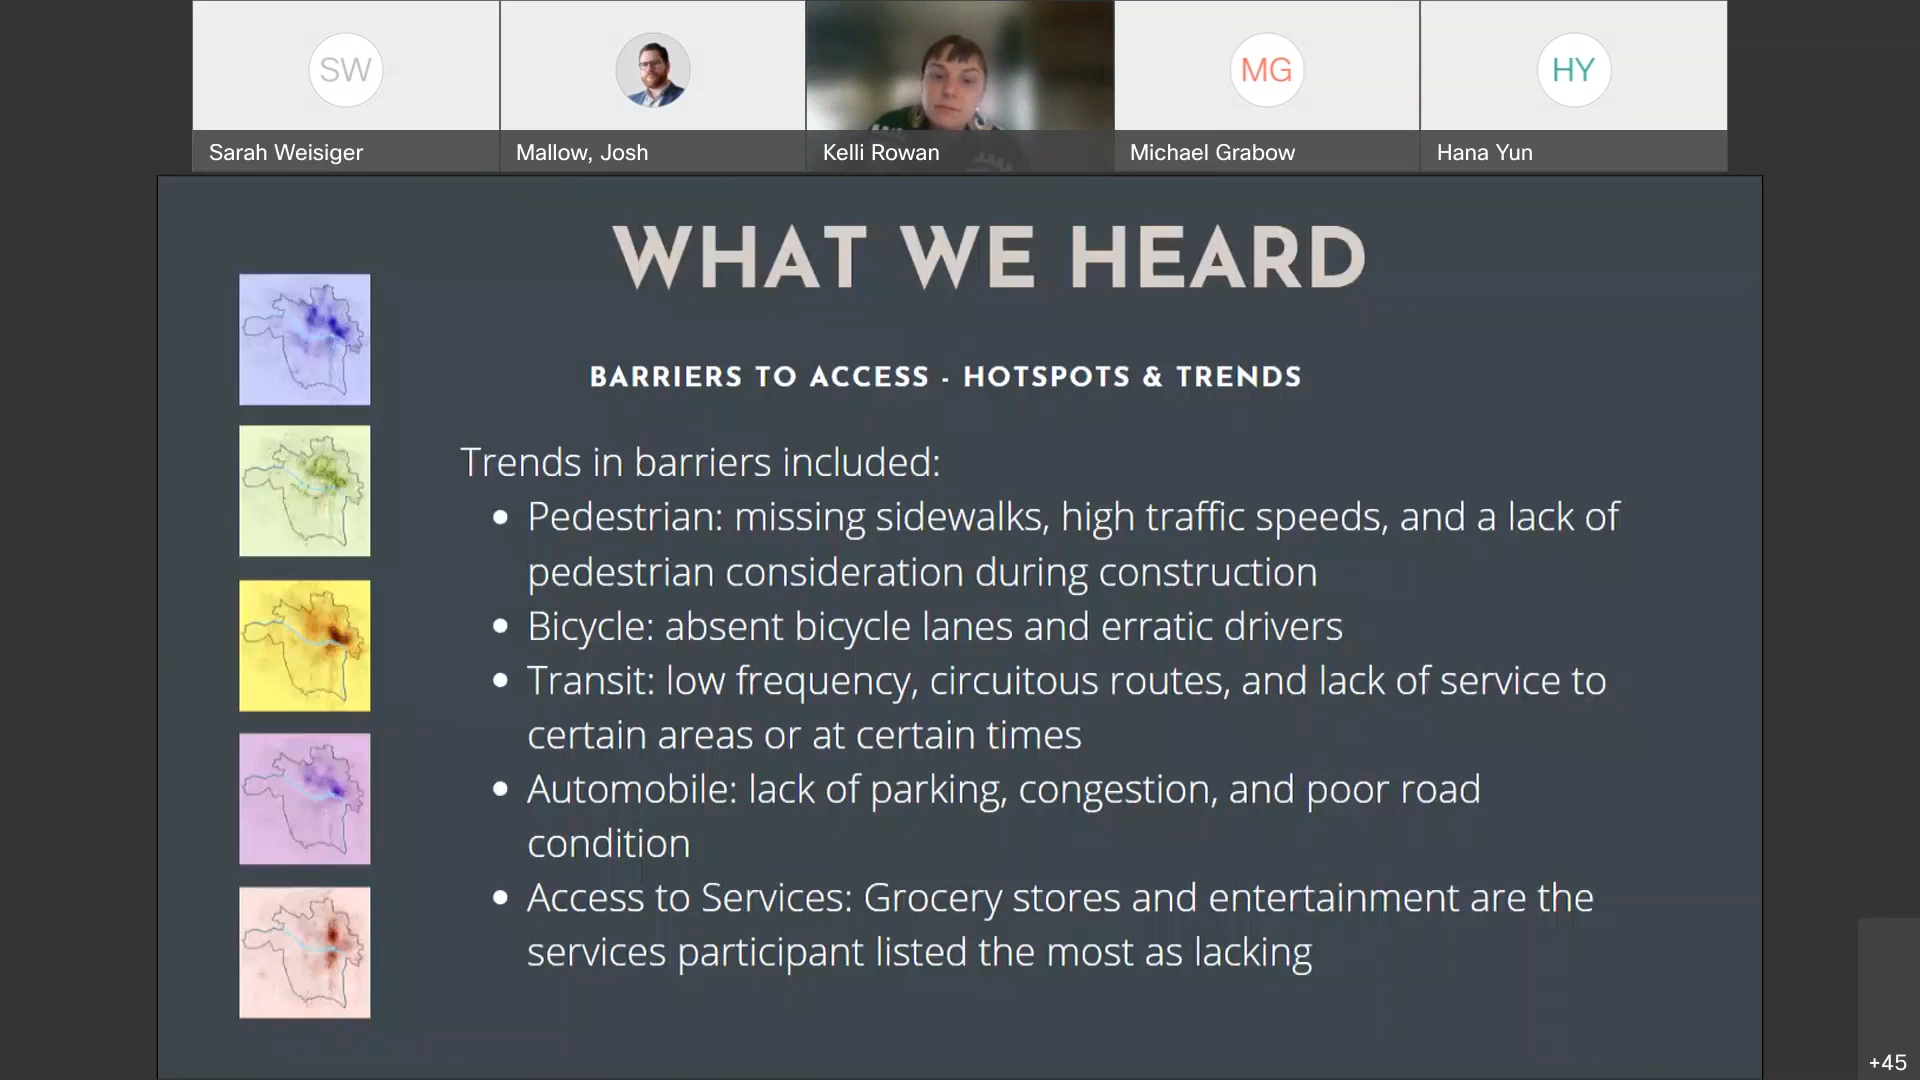 SW
MG
HY
Sarah Weisiger
Mallow, Josh
Kelli Rowan
Michael Grabow
Hana Yun
WHAT WE HEARD
BARRIERS TO ACCESS - HOTSPOTS & TRENDS
Trends in barriers included:
• Pedestrian: missing sidewalks, high traffic speeds, and a lack of
pedestrian consideration during construction
• Bicycle: absent bicycle lanes and erratic drivers
• Transit: low frequency, circuitous routes, and lack of service to
certain areas or at certain times
• Automobile: lack of parking, congestion, and poor road
condition
• Access to Services: Grocery stores and entertainment are the
services participant listed the most as lacking
+45